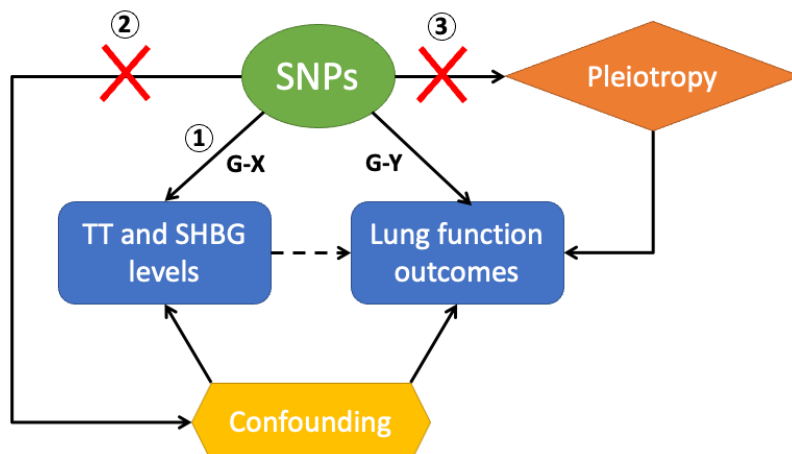 ②
③
SNPs
Pleiotropy
①
G-X
G-Y
TT and SHBG
levels
Lung function
outcomes
Confounding